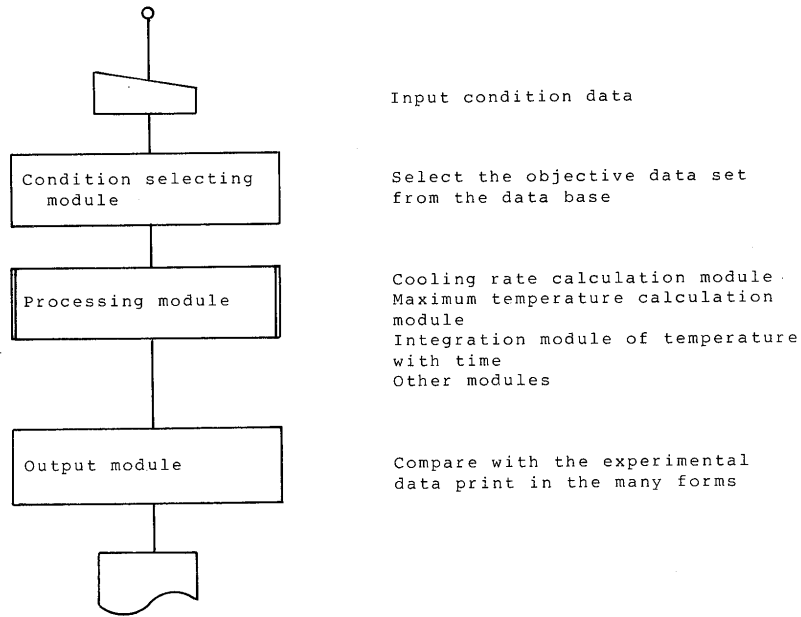 Input condition data
Condition selecting
module
Select the objective data set
from the data base
Processing module
Cooling rate calculation module
Maximum temperature calculation
module
Integration module of temperature
with time
Other modules
Output module
Compare with the experimental
data print in the many forms